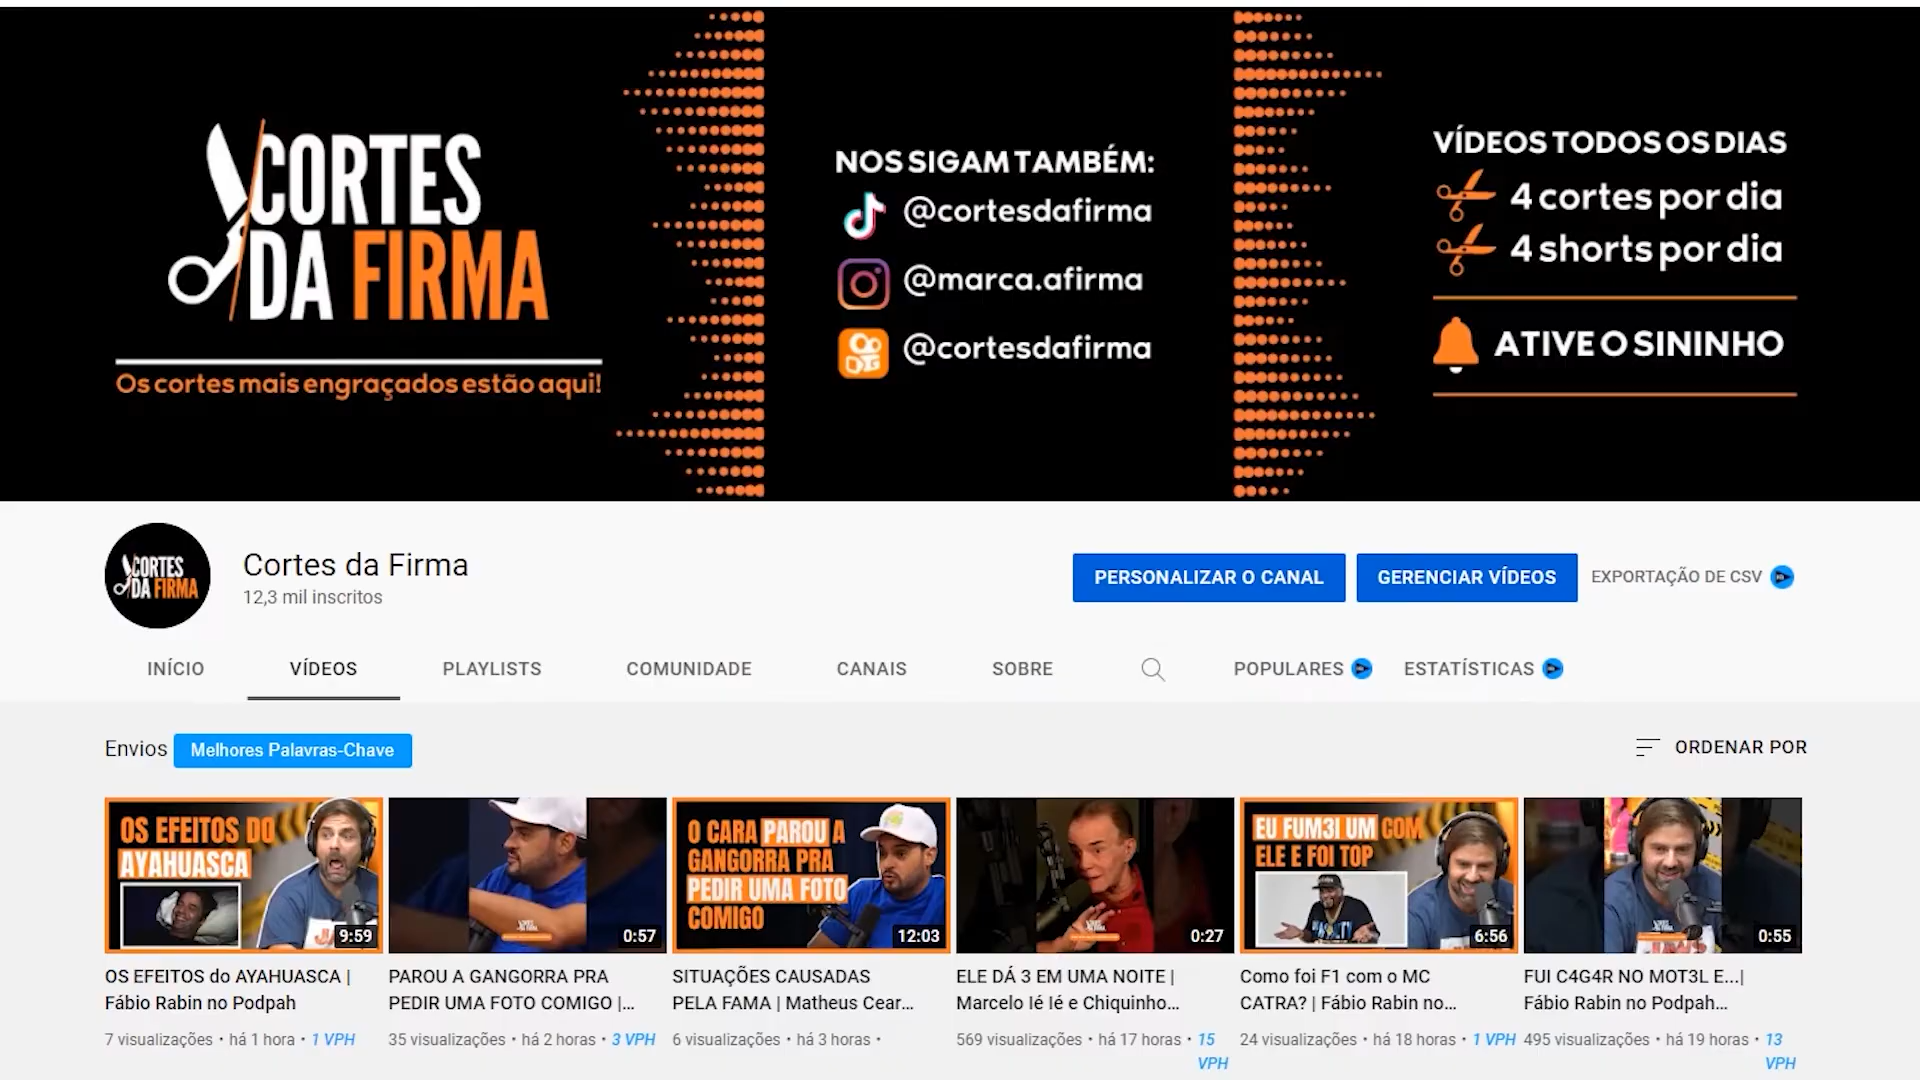 CORTES
DA FIRMA
Os cortes mais engraçados estão aqui!
NOS SIGAM TAMBÉM:
@cortesdafirma
@marca.afirma
@cortesdafirma
VÍDEOS TODOS OS DIAS
4 cortes por dia
4 shorts por dia
ATIVE O SININHO
CORTES
DA FIRMA
Cortes da Firma
12,3 mil inscritos
PERSONALIZAR O CANAL
GERENCIAR VÍDEOS
EXPORTAÇÃO DE CSV
INÍCIO
VÍDEOS
PLAYLISTS
COMUNIDADE
CANAIS
SOBRE
POPULARES
ESTATÍSTICAS
Envios
Melhores Palavras-Chave
ORDENAR POR
OS EFEITOS DO
AYAHUASCA
9:59
OS EFEITOS do AYAHUASCA |
Fábio Rabin no Podpah
7 visualizações • há 1 hora • 1 VPH
0:57
PAROU A GANGORRA PRA
PEDIR UMA FOTO COMIGO |...
35 visualizações • há 2 horas • 3 VPH
O CARA PAROU A
GANGORRA PRA
PEDIR UMA FOTO
COMIGO
12:03
SITUAÇÕES CAUSADAS
PELA FAMA | Matheus Cear...
6 visualizações • há 3 horas •
0:27
ELE DÁ 3 EM UMA NOITE |
Marcelo Ié Ié e Chiquinho...
569 visualizações • há 17 horas • 15
VPH
EU FUM3I UM COM
ELE E FOI TOP
6:56
Como foi F1 com o MC
CATRA? | Fábio Rabin no...
24 visualizações • há 18 horas • 1 VPH
0:55
FUI C4G4R NO MOT3L E...|
Fábio Rabin no Podpah...
495 visualizações • há 19 horas • 13
VPH